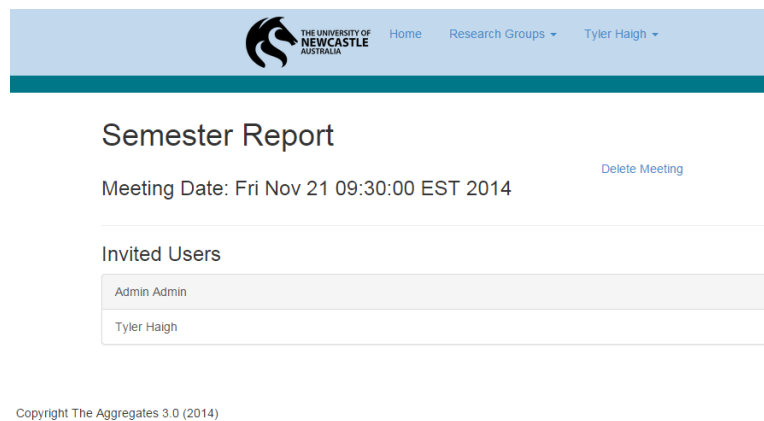 THE UNIVERSITY OF
NEWCASTLE
AUSTRALIA
Home Research Groups Tyler Haigh
Semester Report
Delete Meeting
Meeting Date: Fri Nov 21 09:30:00 EST 2014
Invited Users
Admin Admin
Tyler Haigh
Copyright The Aggregates 3.0 (2014)